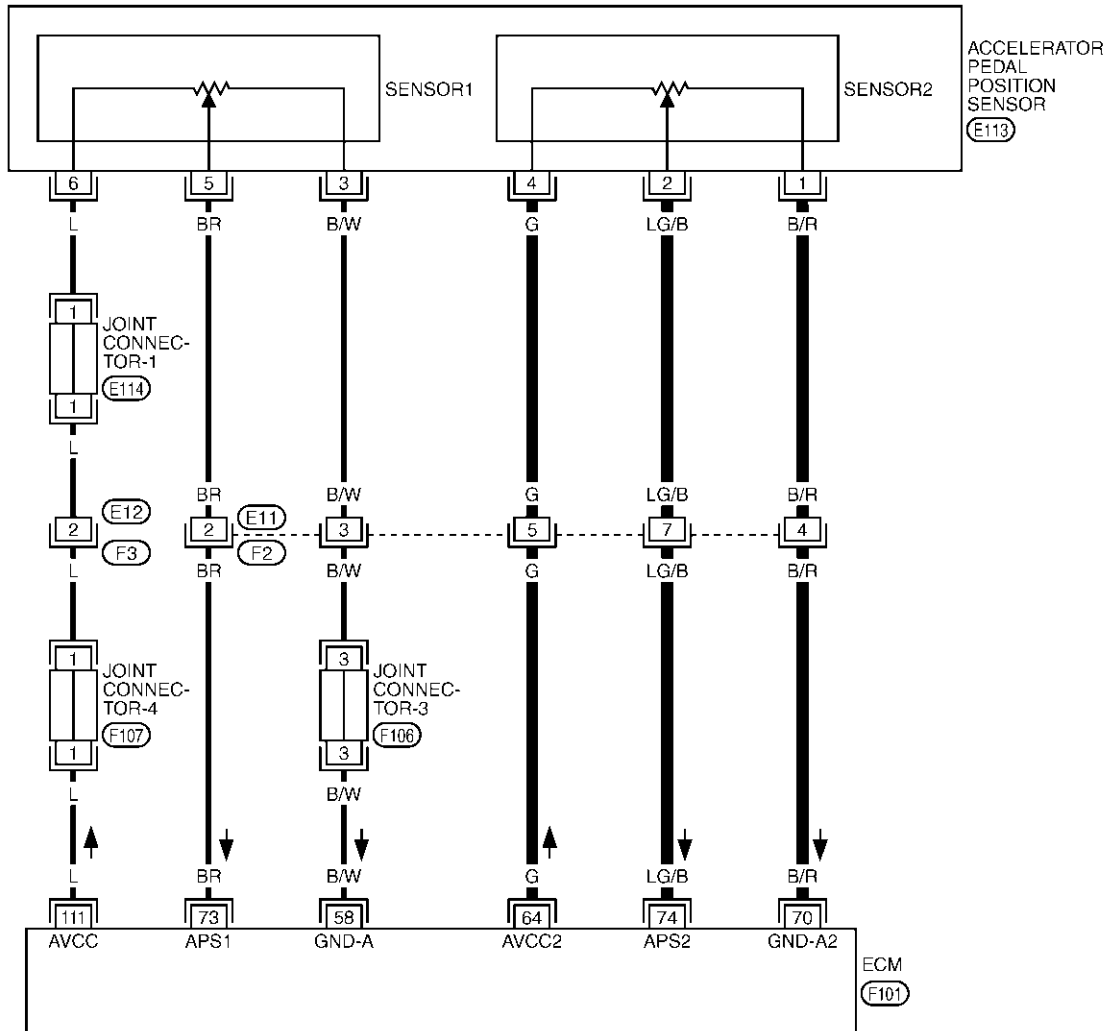 SENSOR1
SENSOR2
ACCELERATOR
PEDAL
POSITION
SENSOR
E113
6 5 3 4 2 1
L BR B/W G LG/B B/R
1
JOINT
CONNEC-
TOR-1
E114
1
L
BR B/W G LG/B B/R
E12
E11
2 2 3 5 7 4
F3
F2
L BR B/W G LG/B B/R
1
JOINT
CONNEC-
TOR-4
F107
1
3
JOINT
CONNEC-
TOR-3
F106
3
L B/W
L BR B/W G LG/B B/R
111 73 58 64 74 70
AVCC APS1 GND-A AVCC2 APS2 GND-A2
ECM
F101